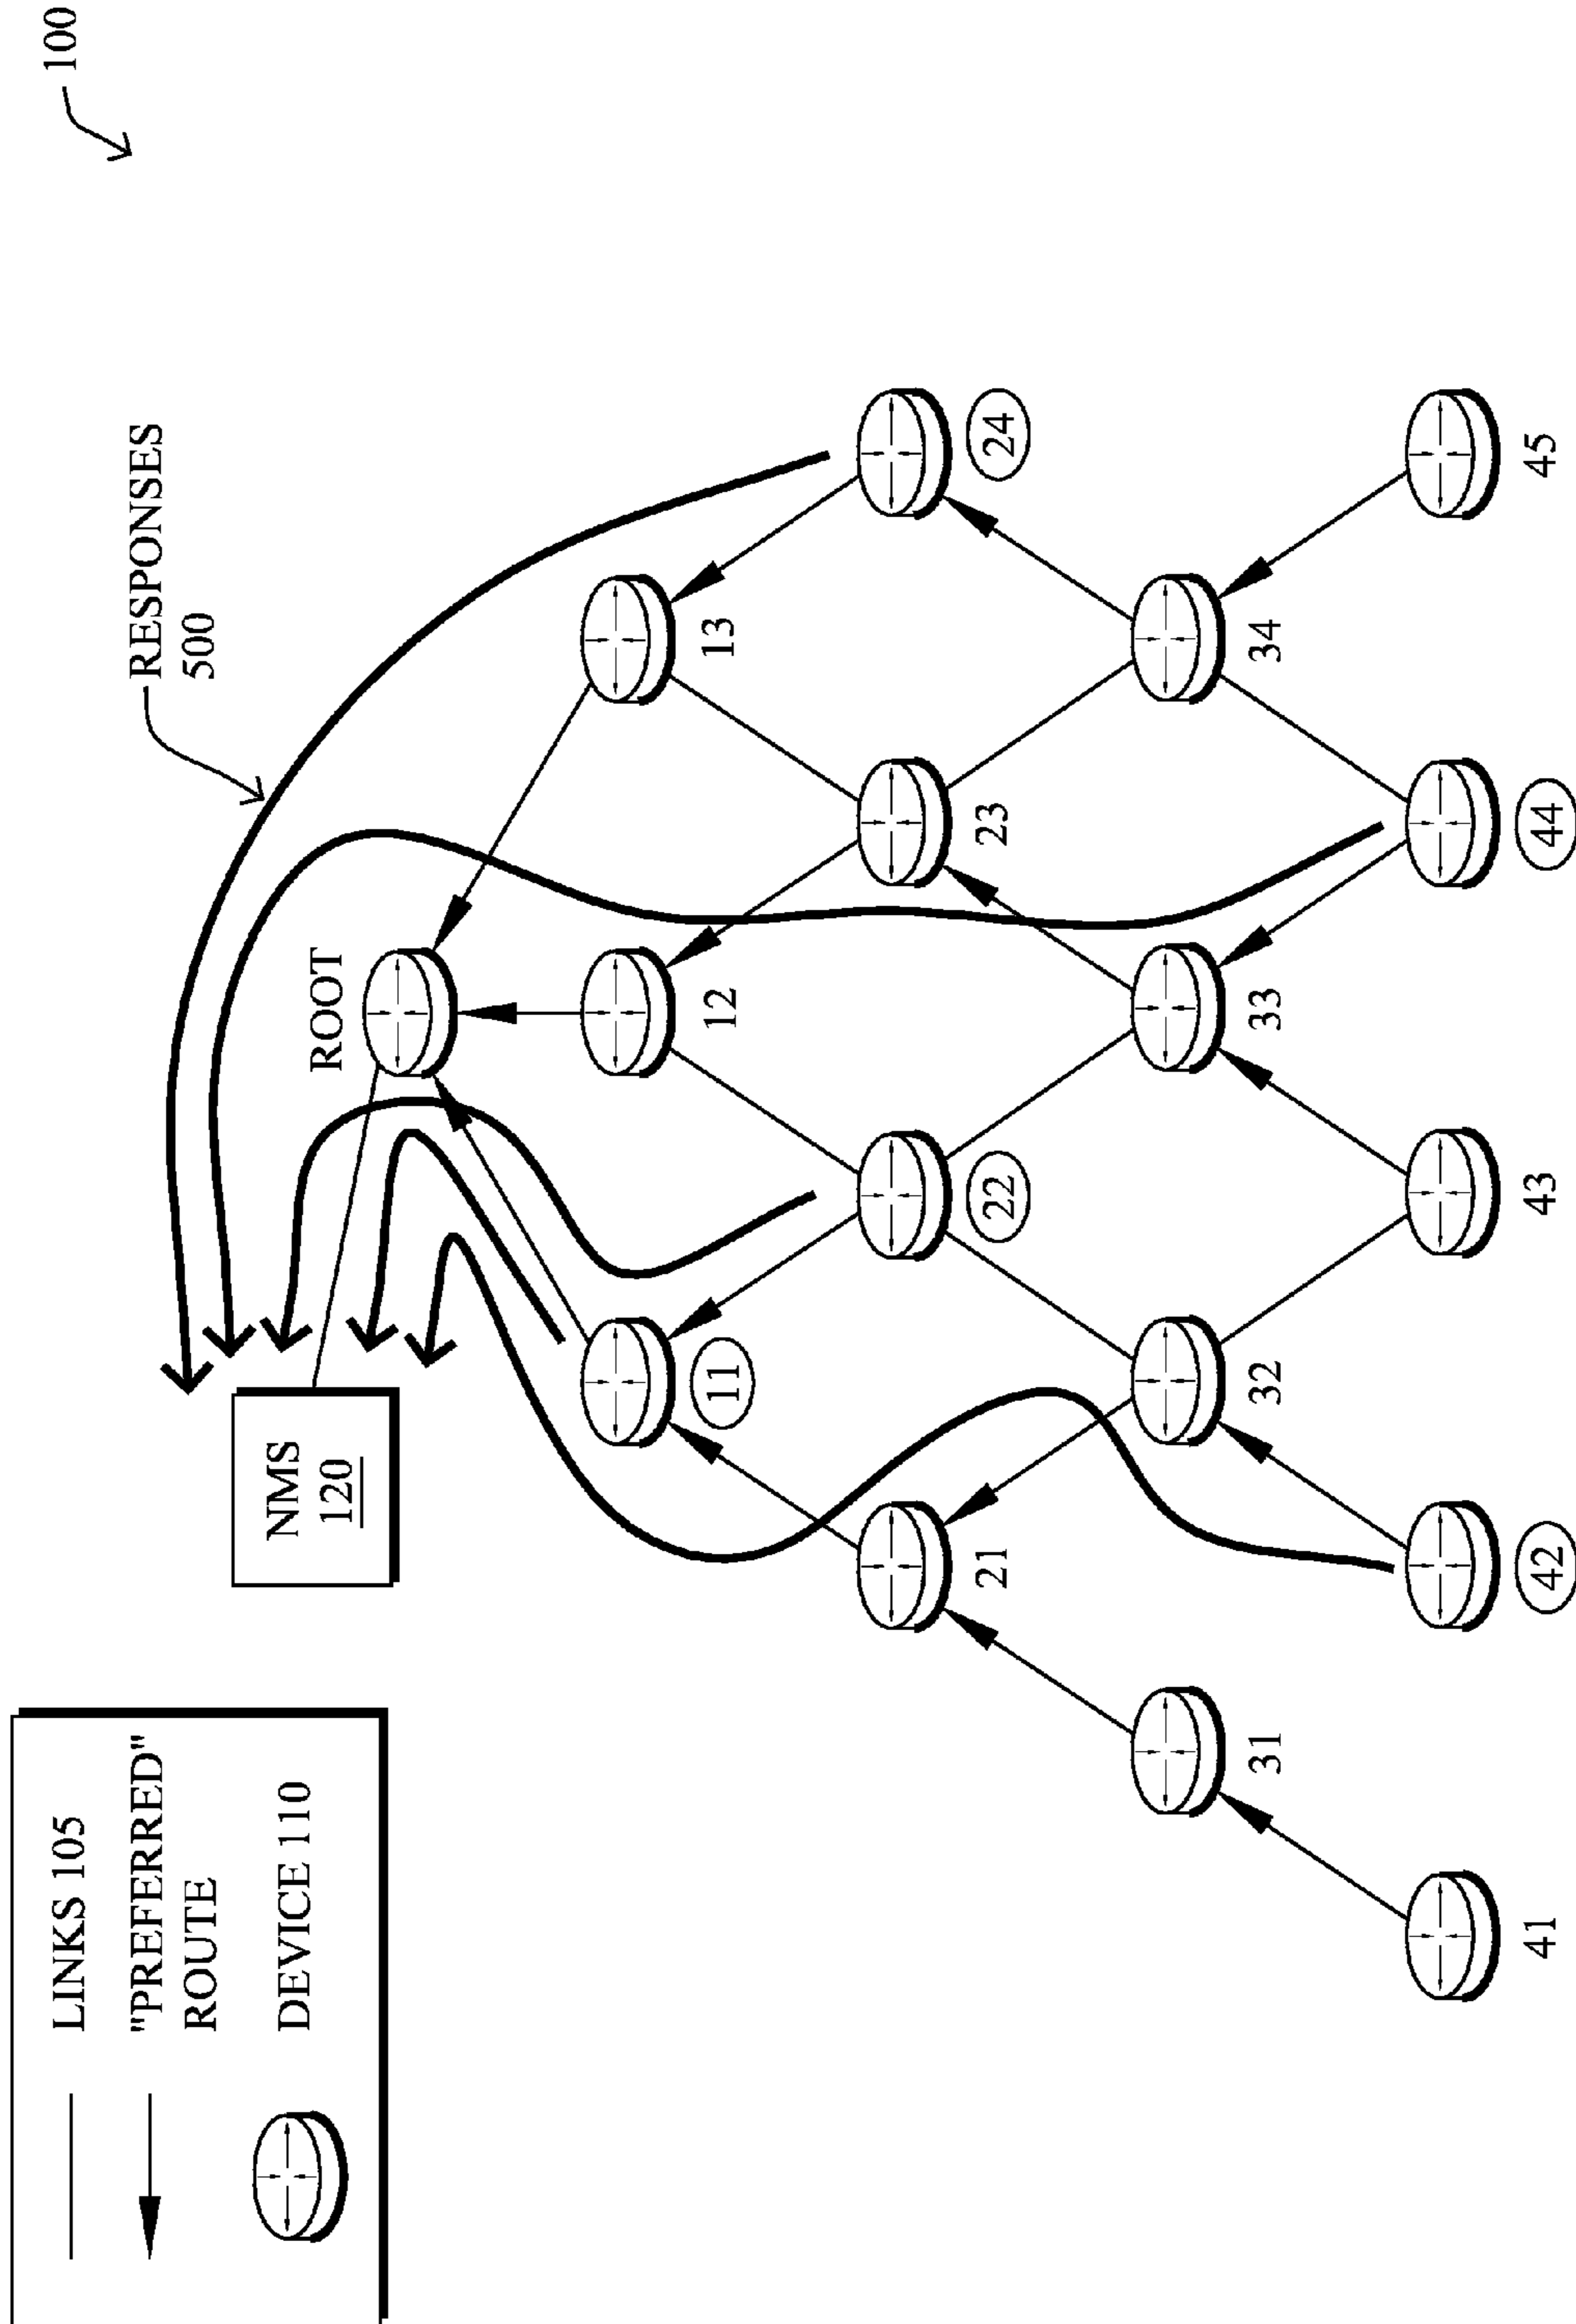 100
LINKS 105
"PREFERRED"
ROUTE
DEVICE 110
RESPONSES
500
NMS
120
ROOT
11
12
13
21
22
23
24
31
32
33
34
41
42
43
44
45